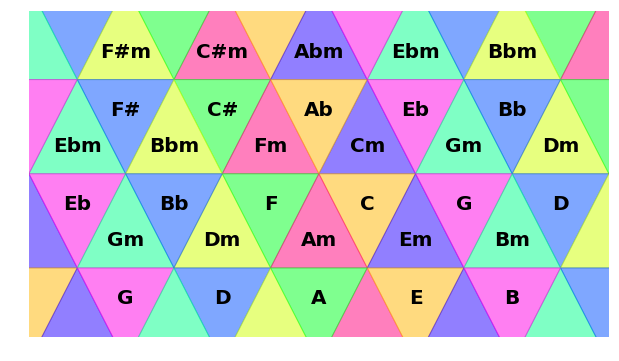 F#m C#m Abm Ebm Bbm
F# C# Ab Eb Bb
Ebm Bbm Fm Cm Gm Dm
Eb Bb F C G D
Gm Dm Am Em Bm
G D A E B